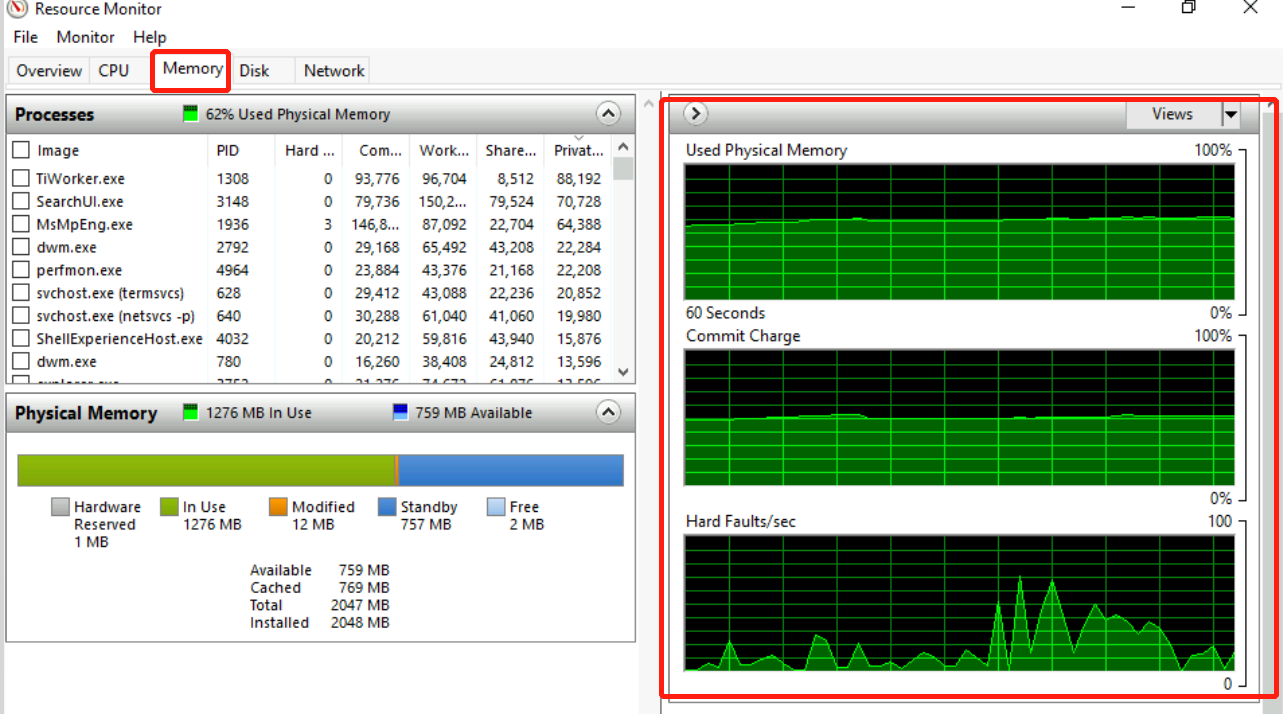 Resource Monitor
File Monitor Help
Overview CPU Memory Disk Network
Processes 62% Used Physical Memory
Image PID Hard ... Com... Work... Share... Privat...
TiWorker.exe 1308 0 93,776 96,704 8,512 88,192
SearchUI.exe 3148 0 79,736 150,2... 79,524 70,728
MsMpEng.exe 1936 3 146,8... 87,092 22,704 64,388
dwm.exe 2792 0 29,168 65,492 43,208 22,284
perfmon.exe 4964 0 23,884 43,376 21,168 22,208
svchost.exe (termsvcs) 628 0 29,412 43,088 22,236 20,852
svchost.exe (netsvcs -p) 640 0 30,288 61,040 41,060 19,980
ShellExperienceHost.exe 4032 0 20,212 59,816 43,940 15,876
dwm.exe 780 0 16,260 38,408 24,812 13,596
Physical Memory 1276 MB In Use 759 MB Available
Hardware Reserved 1 MB
In Use 1276 MB
Modified 12 MB
Standby 757 MB
Free 2 MB
Available 759 MB
Cached 769 MB
Total 2047 MB
Installed 2048 MB
Views
Used Physical Memory 100%
60 Seconds 0%
Commit Charge 100%
0%
Hard Faults/sec 100
0